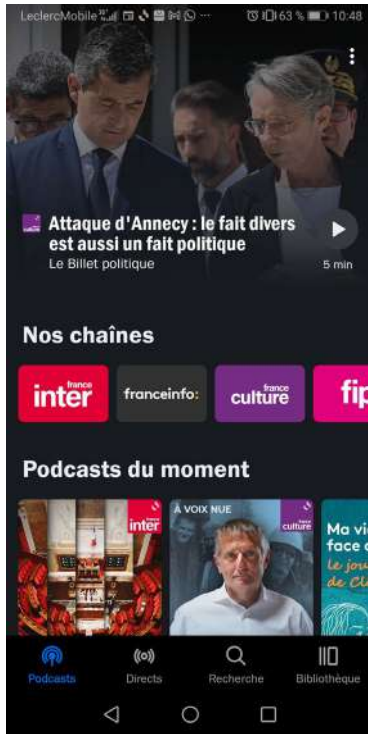 LeclercMobile ... 63 % 10:48
Attaque d'Annecy : le fait divers
est aussi un fait politique
Le Billet politique
5 min
culture
Nos chaînes
france
inter
franceinfo:
france
culture
fip
Podcasts du moment
inter
À VOIX NUE
france
culture
Ma vi
face
le jou
de Cl
Podcasts
Directs
Recherche
Bibliothèque